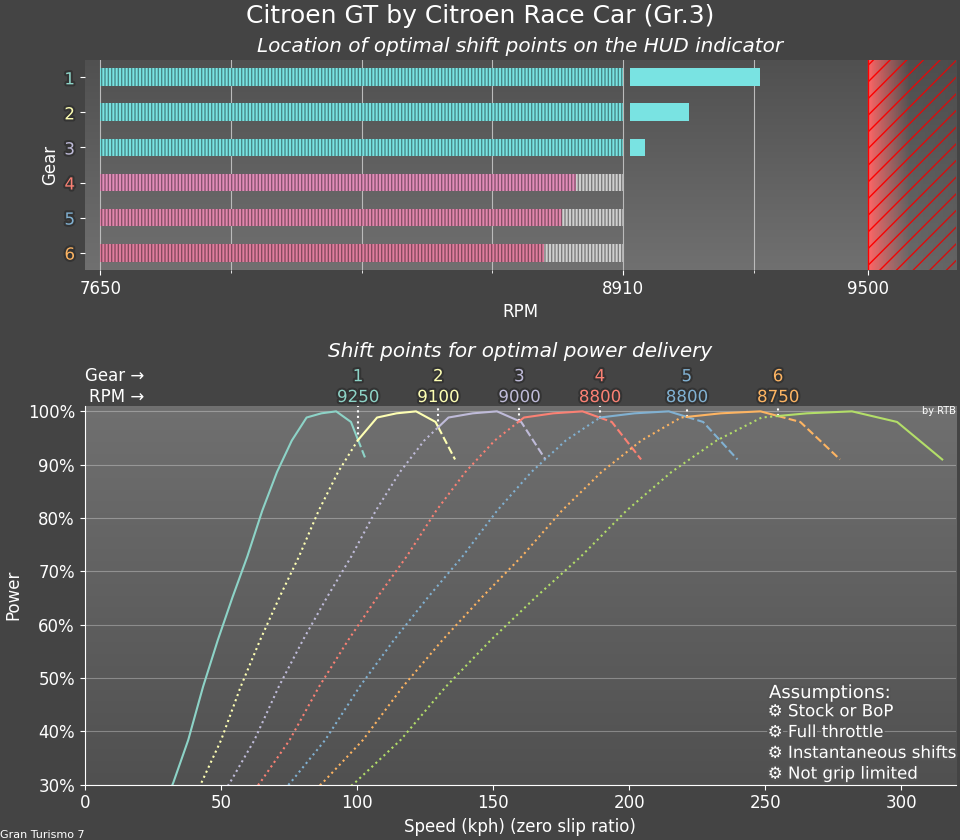 Citroen GT by Citroen Race Car (Gr.3)
Location of optimal shift points on the HUD indicator
Gear
1
2
3
4
5
6
7650 8910 9500
RPM
Shift points for optimal power delivery
Gear → 1 2 3 4 5 6
RPM → 9250 9100 9000 8800 8800 8750
by RTB
Power
100%
90%
80%
70%
60%
50%
40%
30%
Assumptions:
⚙ Stock or BoP
⚙ Full throttle
⚙ Instantaneous shifts
⚙ Not grip limited
0 50 100 150 200 250 300
Speed (kph) (zero slip ratio)
Gran Turismo 7